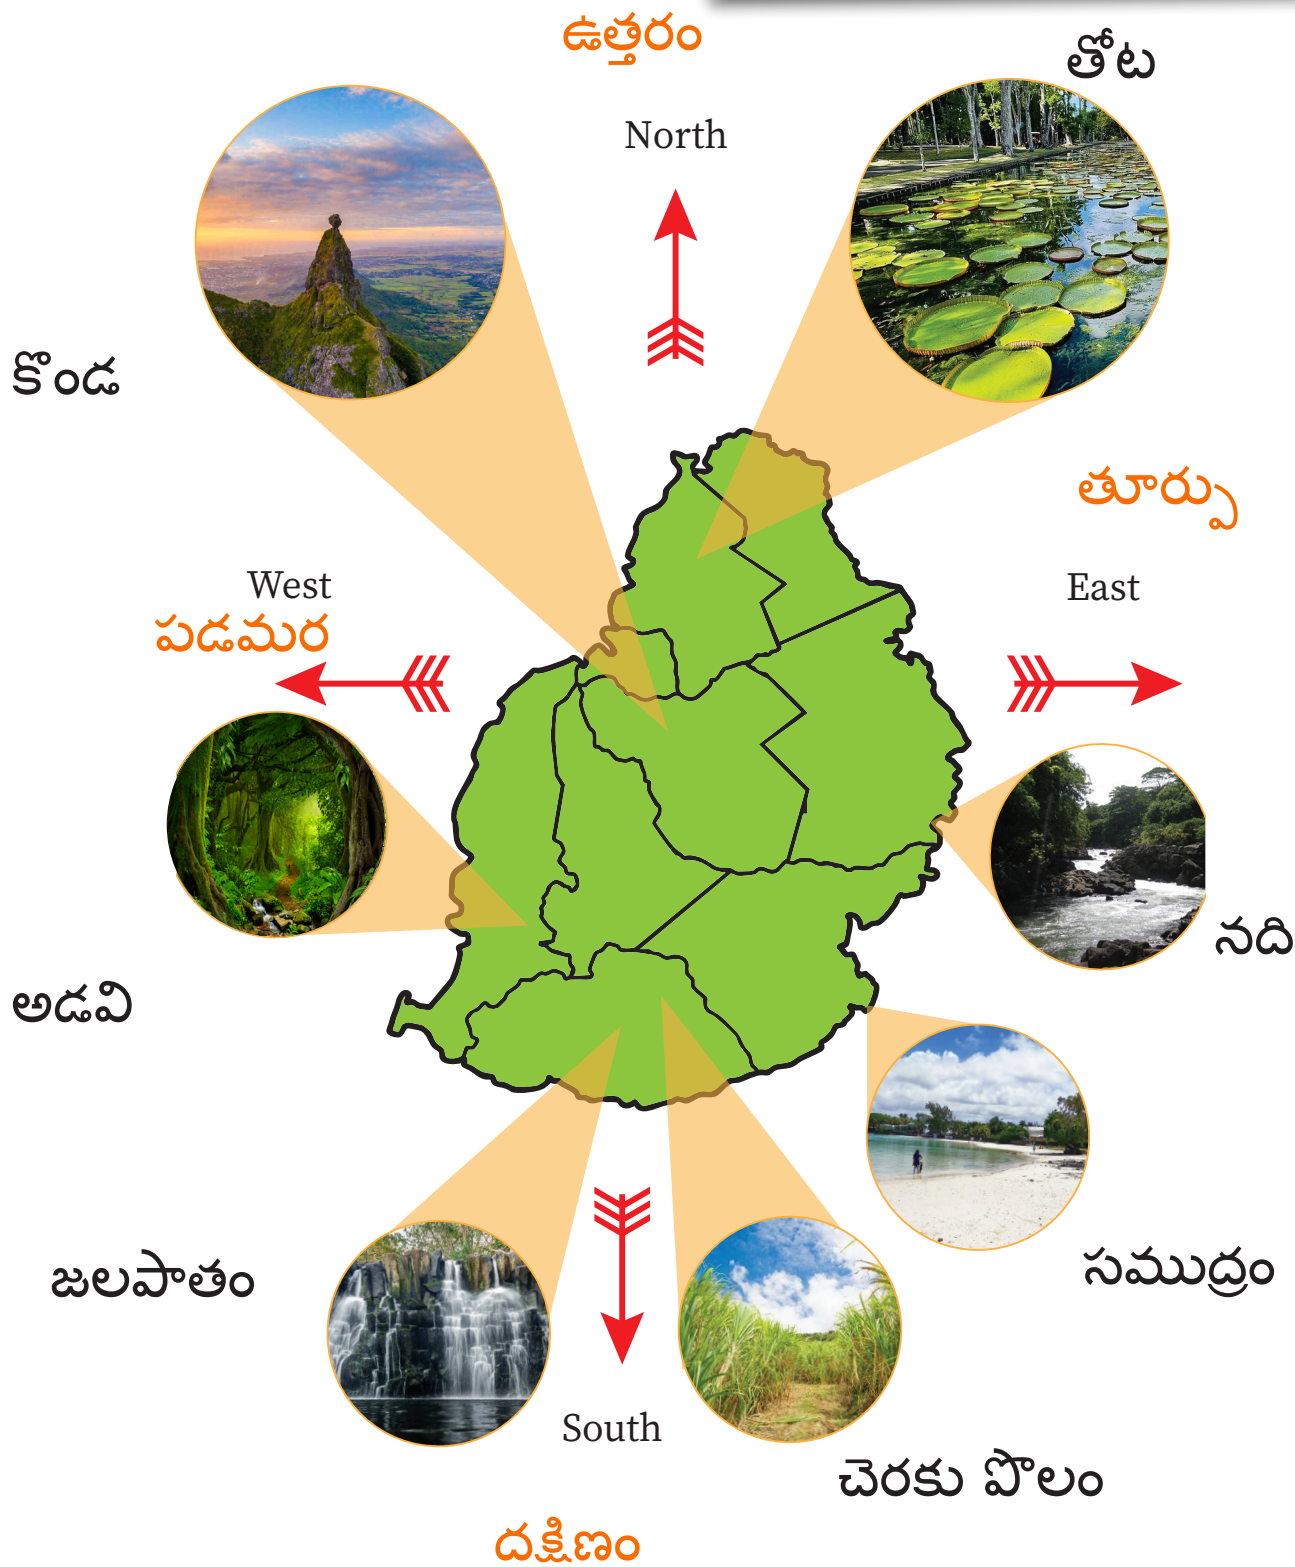 ఉత్తరం
తోట
North
కొండ
తూర్పు
West
East
పడమర
నది
అడవి
జలపాతం
సముద్రం
South
చెరకు పొలం
దక్షిణం